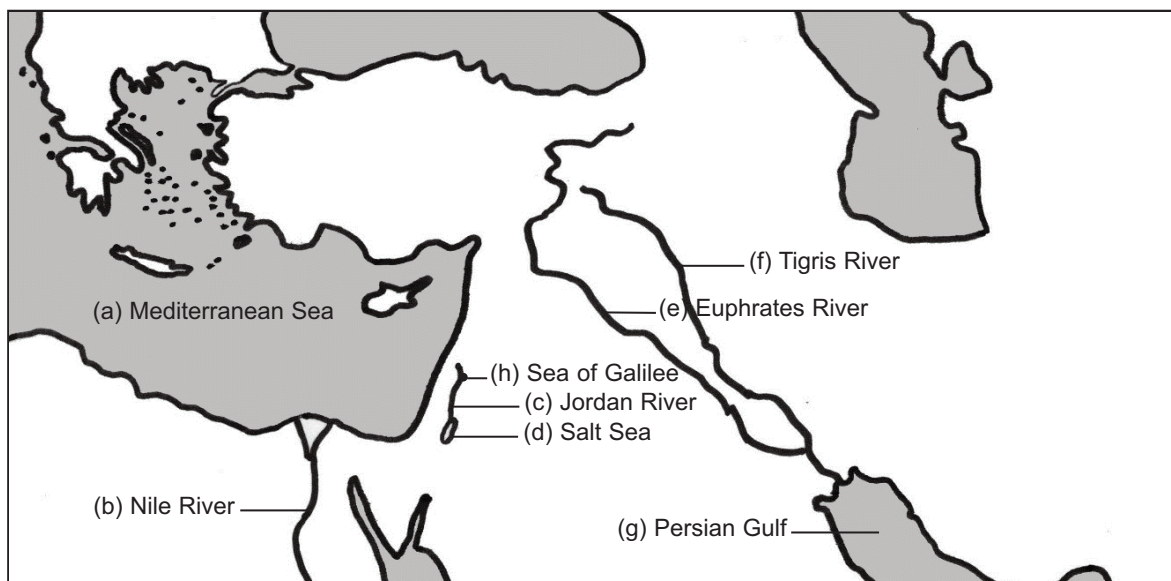 (f) Tigris River
(a) Mediterranean Sea
(e) Euphrates River
(h) Sea of Galilee
(c) Jordan River
(d) Salt Sea
(b) Nile River
(g) Persian Gulf